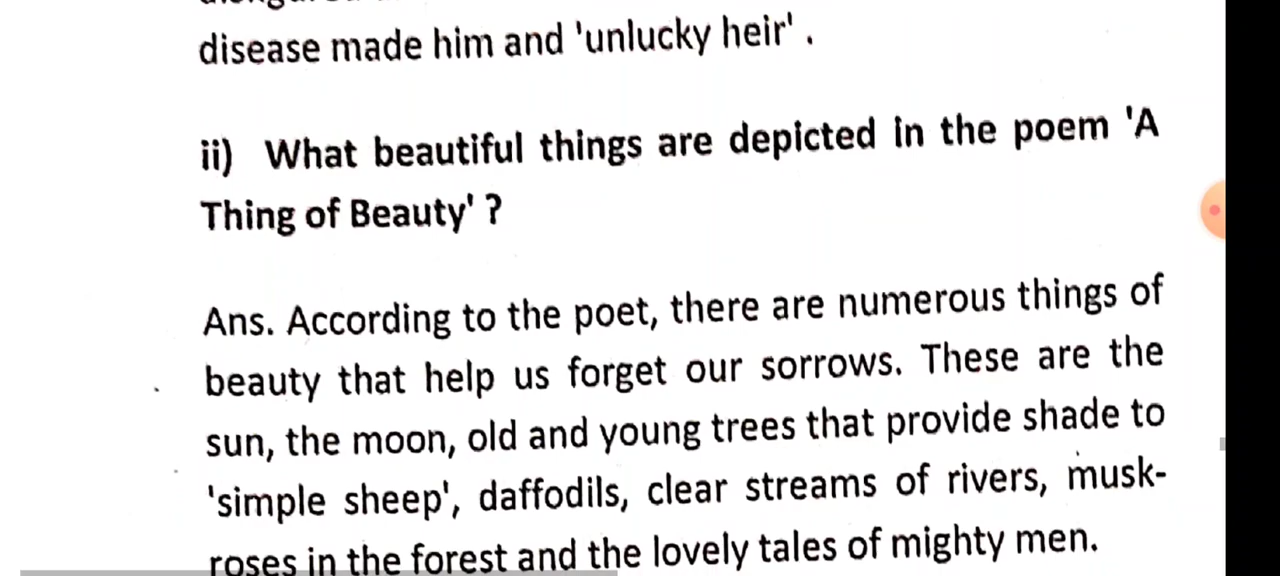 disease made him and 'unlucky heir' .
ii) What beautiful things are depicted in the poem 'A
Thing of Beauty' ?
Ans. According to the poet, there are numerous things of
beauty that help us forget our sorrows. These are the
sun, the moon, old and young trees that provide shade to
'simple sheep', daffodils, clear streams of rivers, musk-
roses in the forest and the lovely tales of mighty men.